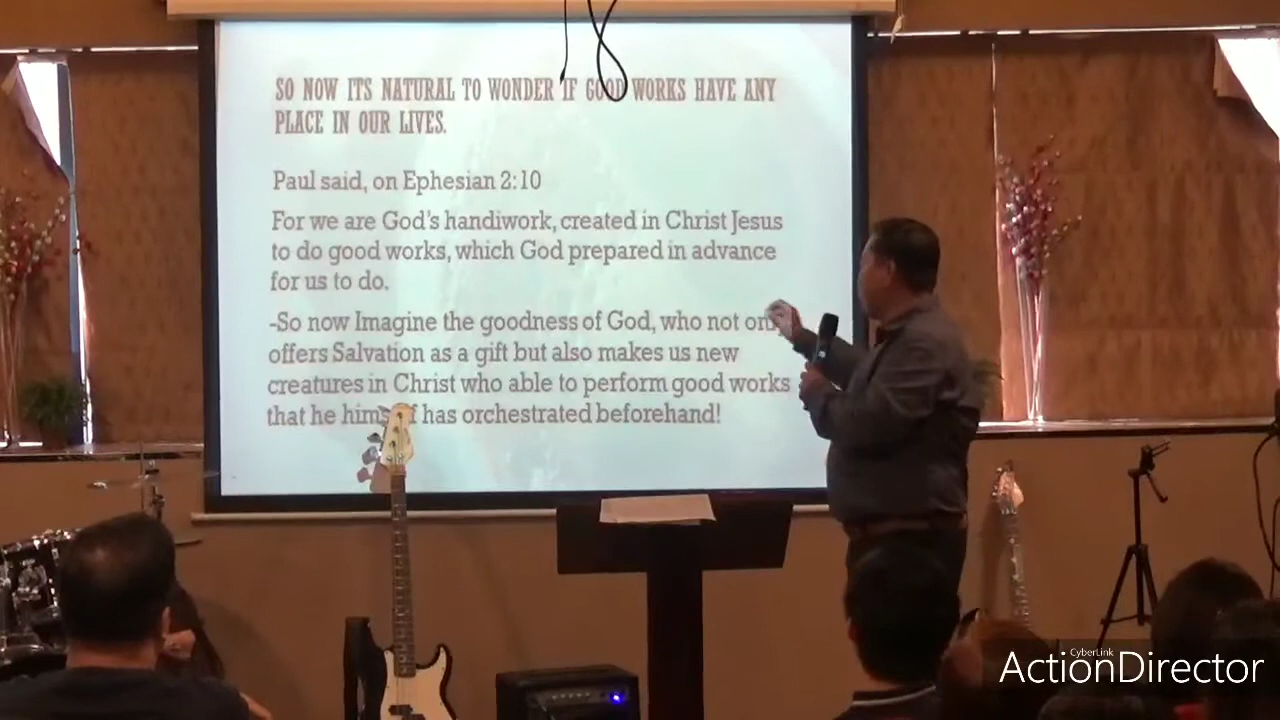 SO NOW ITS NATURAL TO WONDER IF GOOD WORKS HAVE ANY
PLACE IN OUR LIVES.
Paul said, on Ephesian 2:10
For we are God's handiwork, created in Christ Jesus
to do good works, which God prepared in advance
for us to do.
-So now Imagine the goodness of God, who not only
offers Salvation as a gift but also makes us new
creatures in Christ who able to perform good works
that he himself has orchestrated beforehand!
CyberLink
ActionDirector